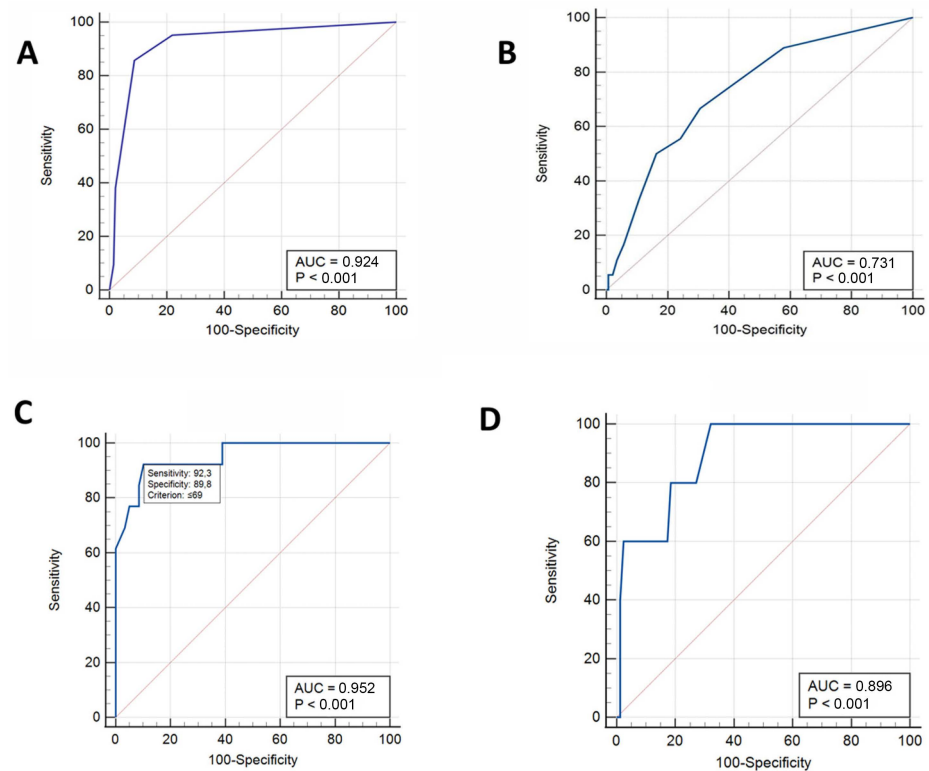 A
Sensitivity
100
80
60
40
20
0
0 20 40 60 80 100
100-Specificity
AUC = 0.924
P < 0.001
B
Sensitivity
100
80
60
40
20
0
0 20 40 60 80 100
100-Specificity
AUC = 0.731
P < 0.001
C
Sensitivity
100
80
60
40
20
0
0 20 40 60 80 100
100-Specificity
Sensitivity: 92,3
Specificity: 89,8
Criterion: ≤69
AUC = 0.952
P < 0.001
D
Sensitivity
100
80
60
40
20
0
0 20 40 60 80 100
100-Specificity
AUC = 0.896
P < 0.001